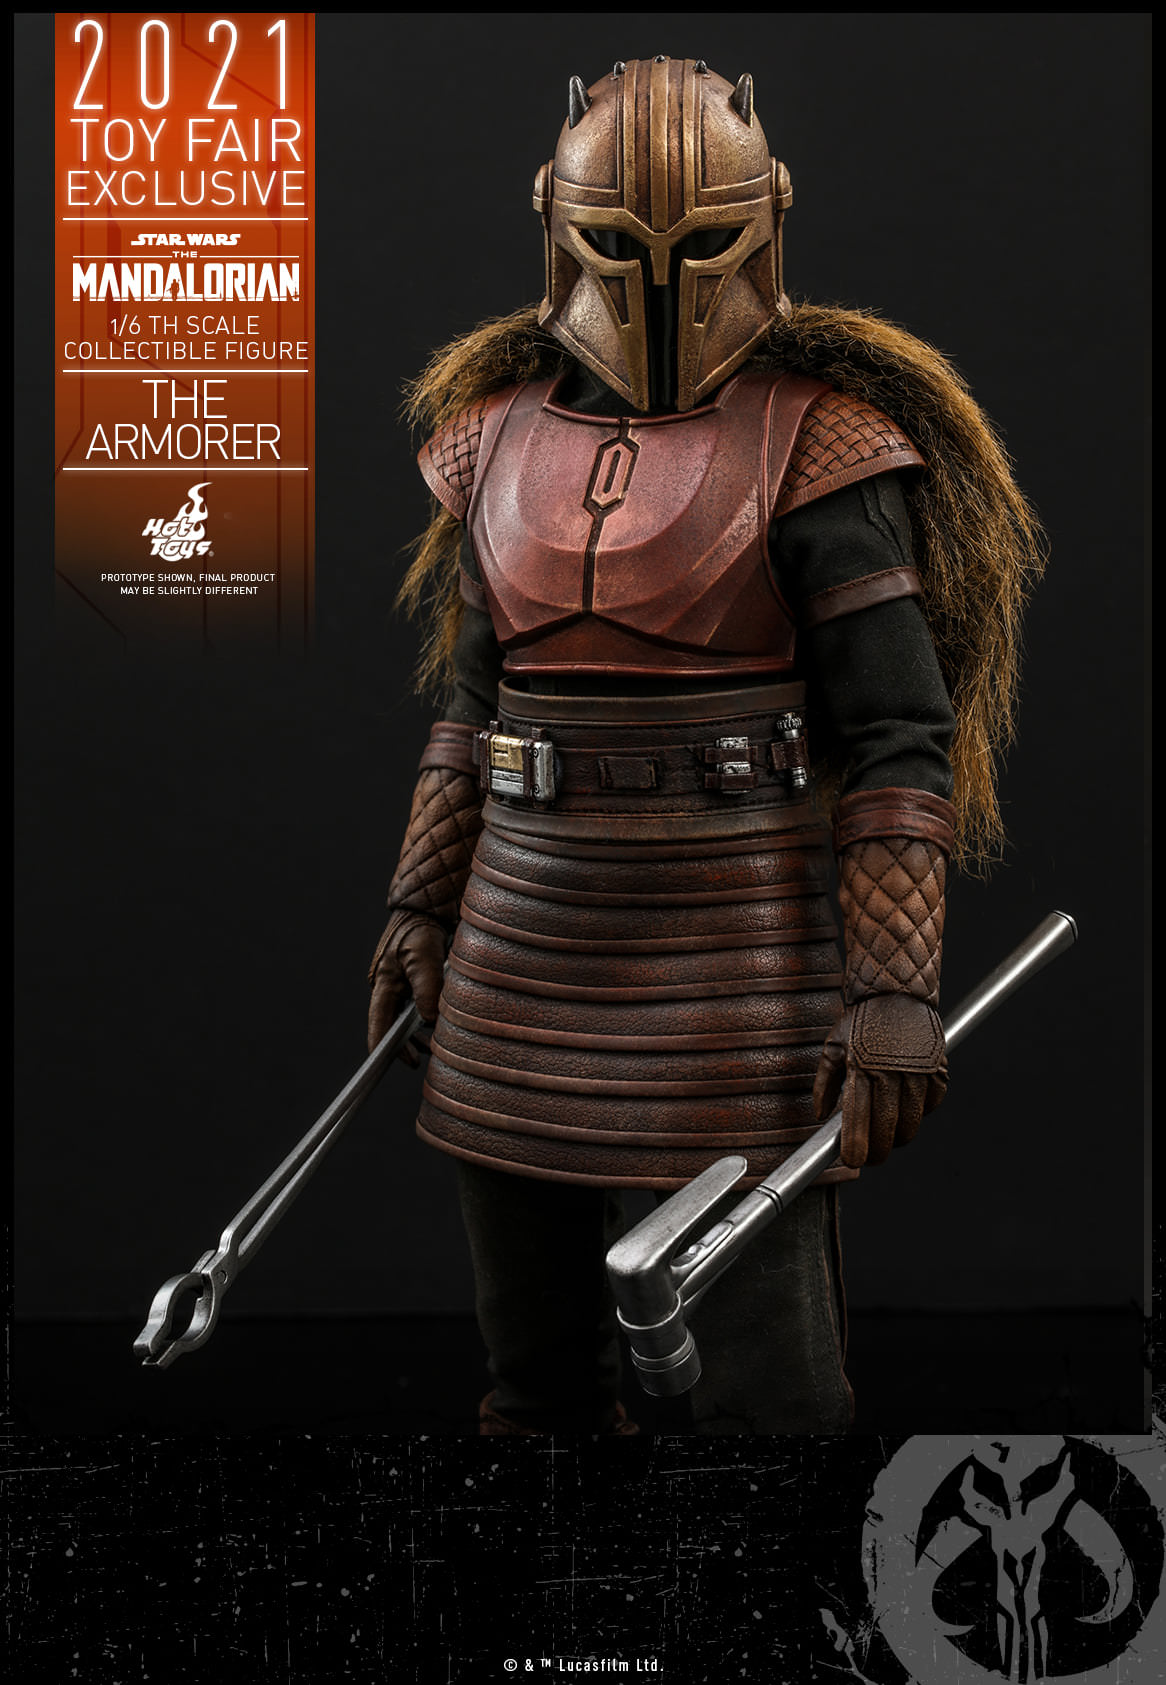 2021
TOY FAIR
EXCLUSIVE
STAR WARS
THE
MANDALORIAN
1/6 TH SCALE
COLLECTIBLE FIGURE
THE
ARMORER
Hot
Toys®
PROTOTYPE SHOWN, FINAL PRODUCT
MAY BE SLIGHTLY DIFFERENT
© & ™ Lucasfilm Ltd.